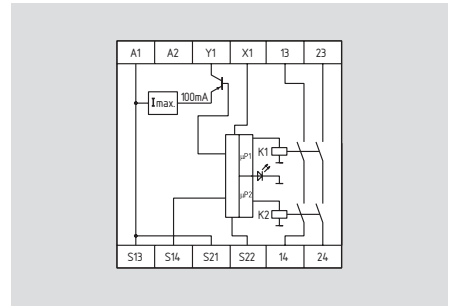 A1 A2 Y1 X1 13 23
Imax. 100mA
µP1 K1
µP2 K2
S13 S14 S21 S22 14 24